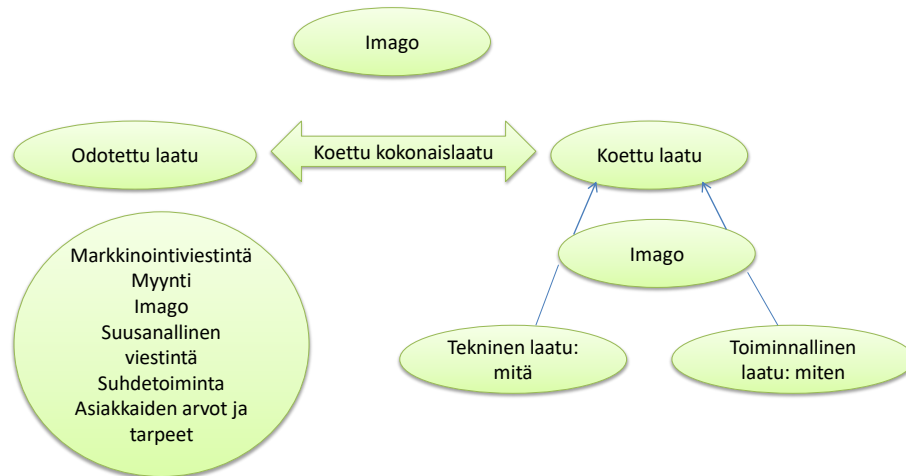 Imago
Odotettu laatu
Koettu kokonaislaatu
Koettu laatu
Markkinointiviestintä
Myynti
Imago
Suusanallinen
viestintä
Suhdetoiminta
Asiakkaiden arvot ja
tarpeet
Imago
Tekninen laatu:
mitä
Toiminnallinen
laatu: miten